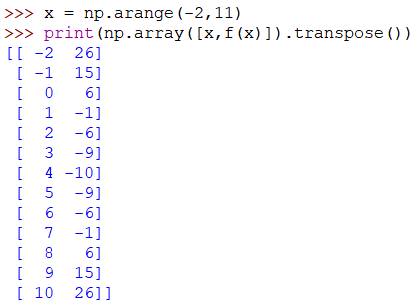 >>> x = np.arange(-2,11)
>>> print(np.array([x,f(x)]).transpose())
[[ -2  26]
 [ -1  15]
 [  0   6]
 [  1  -1]
 [  2  -6]
 [  3  -9]
 [  4 -10]
 [  5  -9]
 [  6  -6]
 [  7  -1]
 [  8   6]
 [  9  15]
 [ 10  26]]